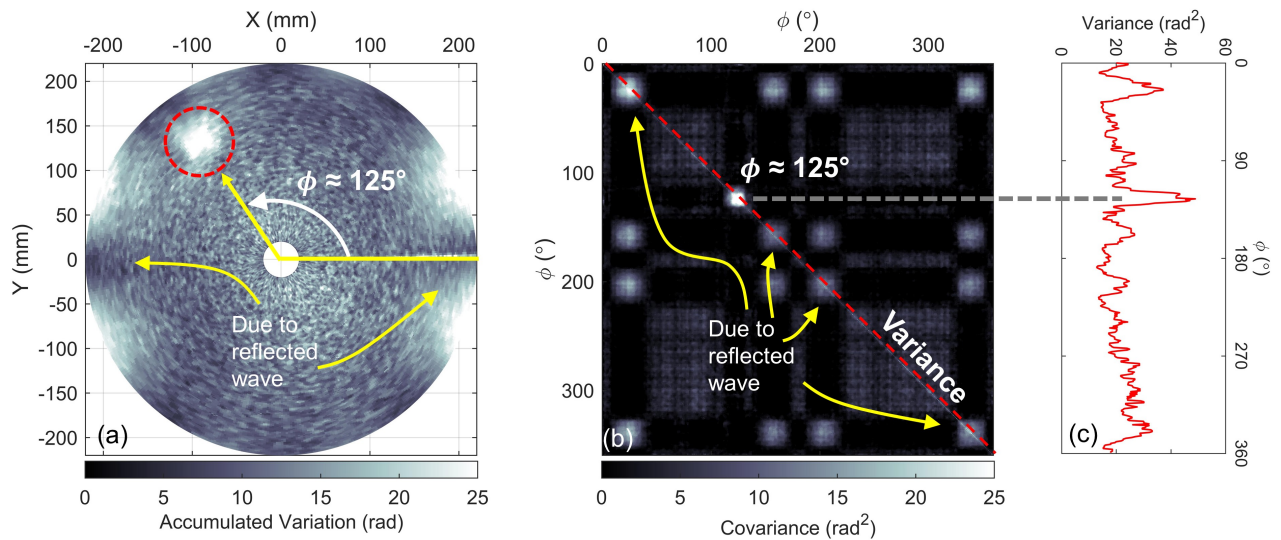 X (mm)
-200 -100 0 100 200
Y (mm)
200
150
100
50
0
-50
-100
-150
-200
ϕ ≈ 125°
Due to
reflected
wave
(a)
0 5 10 15 20 25
Accumulated Variation (rad)
ϕ (°)
0 100 200 300
ϕ (°)
0
100
200
300
ϕ ≈ 125°
Due to
reflected
wave
Variance
(b)
0 5 10 15 20 25
Covariance (rad²)
Variance (rad²)
0 20 40 60
0
90
180
270
360
ϕ (°)
(c)